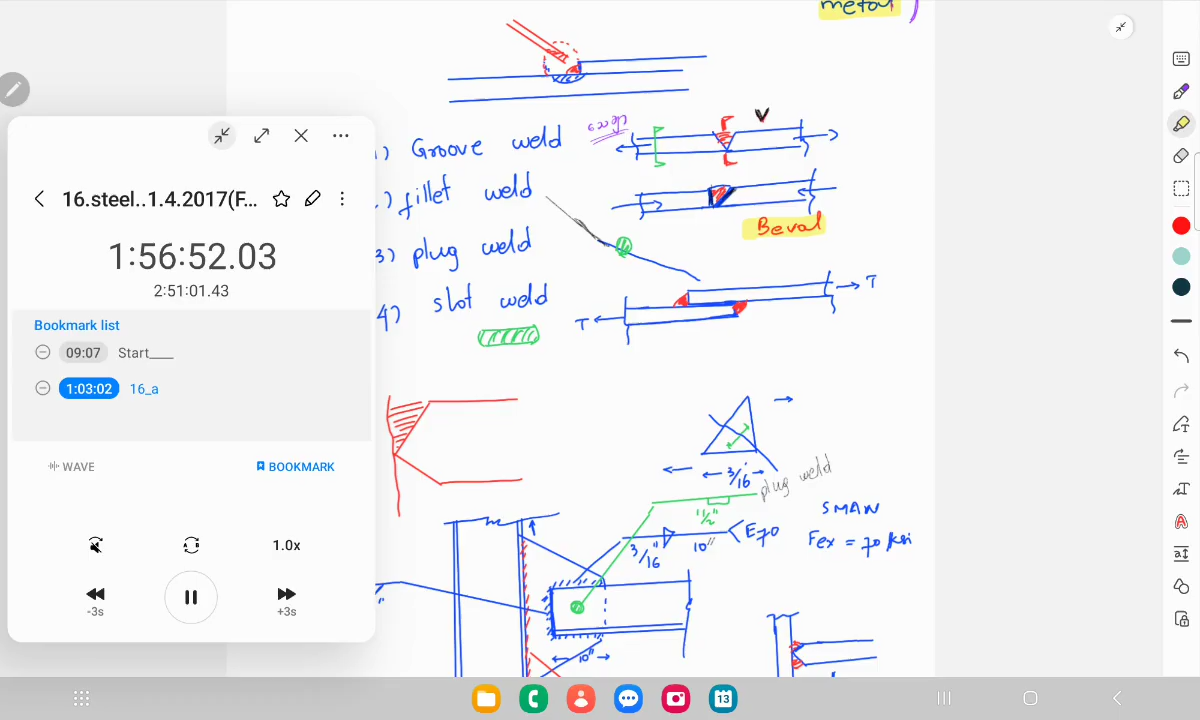 metal)
1) Groove weld
V
2) fillet weld
Beval
3) plug weld
4) slot weld
T
T
3/16"
plug weld
1 1/2"
SMAW
3/16"
10"
E70
Fex = 70 ksi
10"
16.steel..1.4.2017(F...
1:56:52.03
2:51:01.43
Bookmark list
09:07 Start___
1:03:02 16_a
WAVE
BOOKMARK
1.0x
-3s
+3s
13